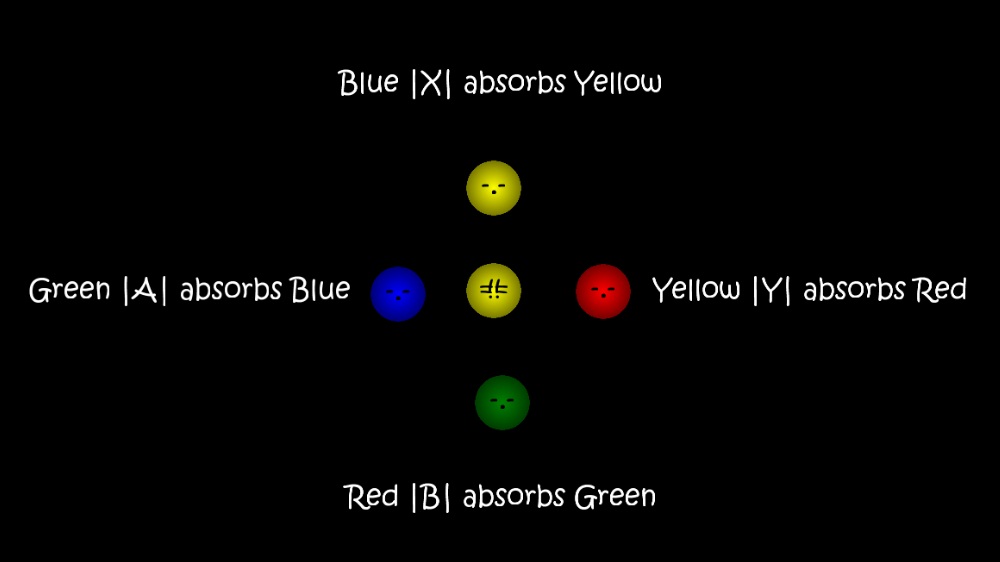 Blue |X| absorbs Yellow
Green |A| absorbs Blue
Yellow |Y| absorbs Red
Red |B| absorbs Green